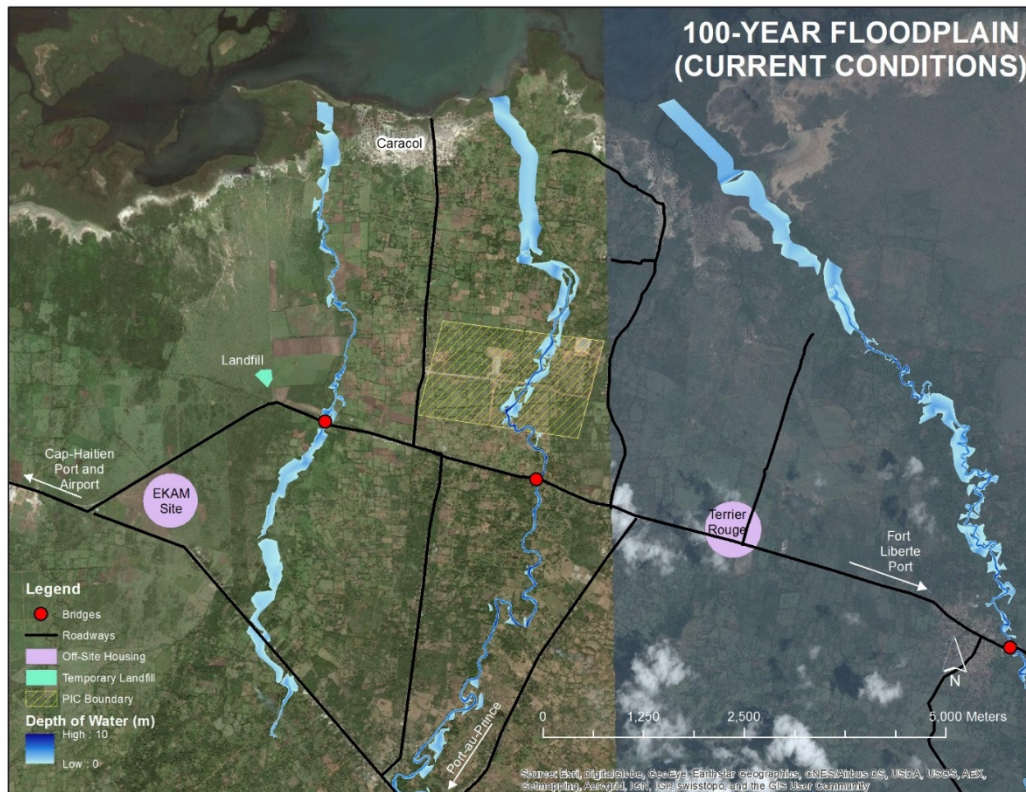 100-YEAR FLOODPLAIN
(CURRENT CONDITIONS)
Caracol
Landfill
Cap-Haitien
Port and
Airport
EKAM
Site
Terrier
Rouge
Fort
Liberte
Port
Port-au-Prince
N
Legend
Bridges
Roadways
Off-Site Housing
Temporary Landfill
PIC Boundary
Depth of Water (m)
High : 10
Low : 0
0 1,250 2,500 5,000 Meters
Source: Esri, DigitalGlobe, GeoEye, Earthstar Geographics, CNES/Airbus DS, USDA, USGS, AEX,
Getmapping, Aerogrid, IGN, IGP, swisstopo, and the GIS User Community